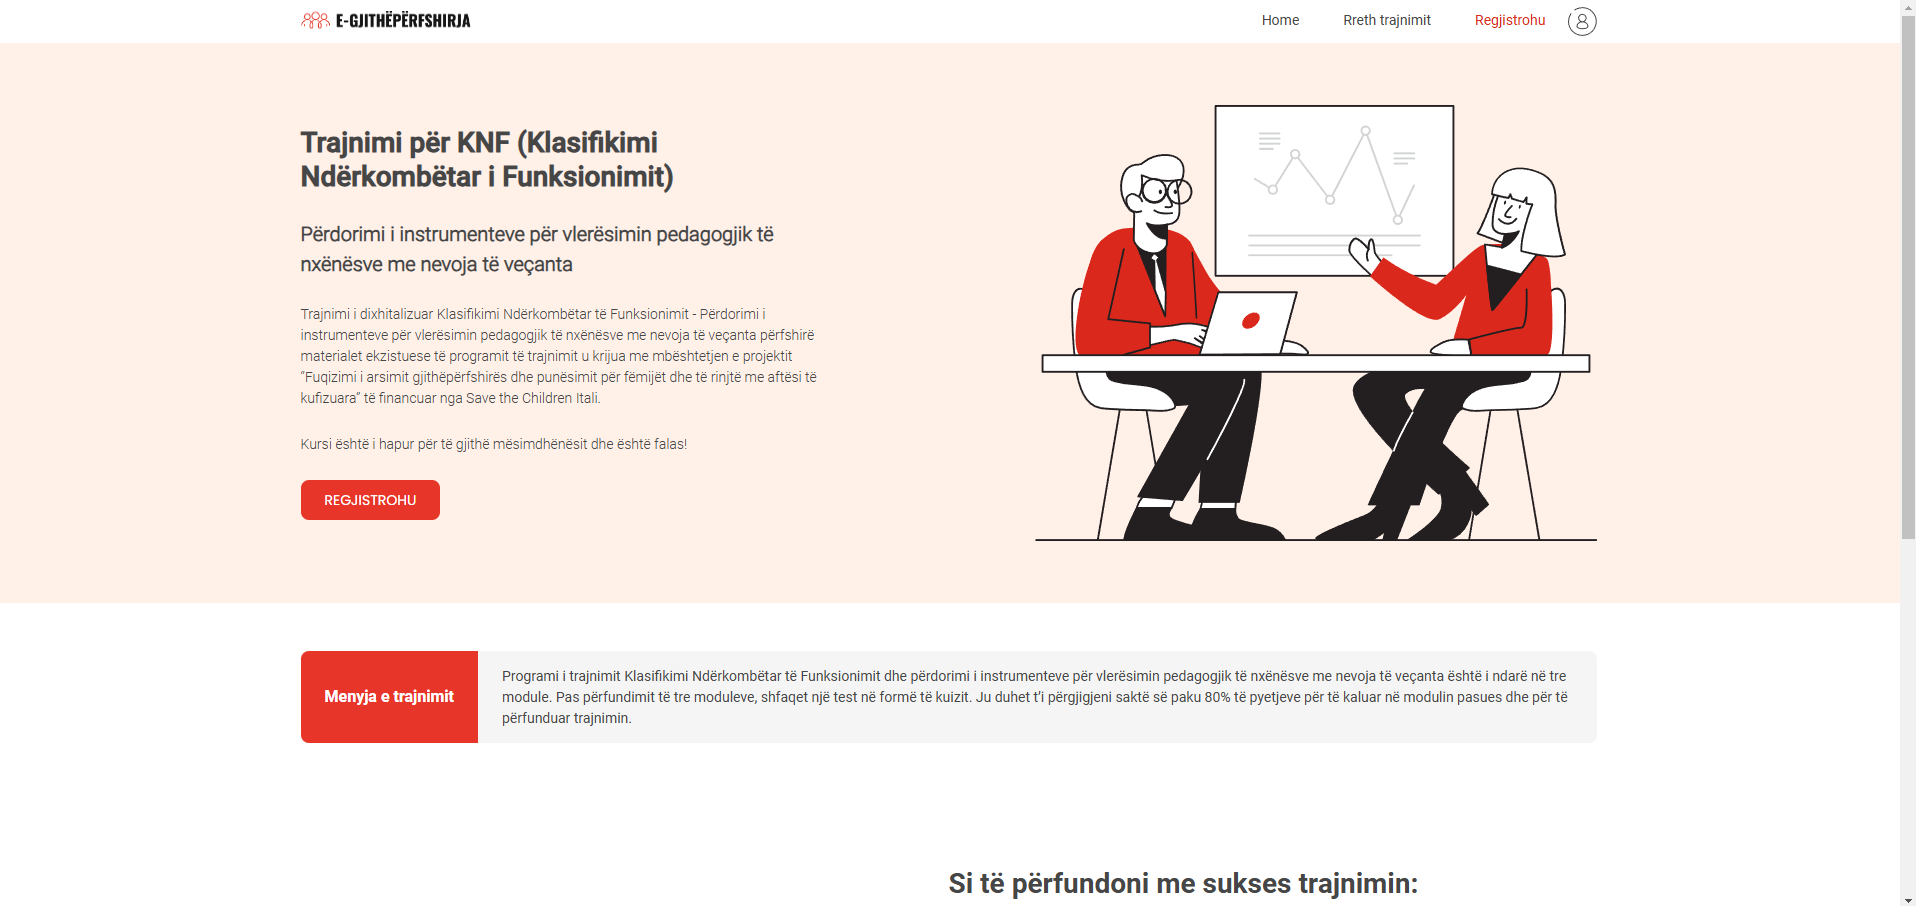 E-GJITHËPËRFSHIRJA
Home
Rreth trajnimit
Regjistrohu
Trajnimi për KNF (Klasifikimi
Ndërkombëtar i Funksionimit)
Përdorimi i instrumenteve për vlerësimin pedagogjik të
nxënësve me nevoja të veçanta
Trajnimi i dixhitalizuar Klasifikimi Ndërkombëtar të Funksionimit - Përdorimi i
instrumenteve për vlerësimin pedagogjik të nxënësve me nevoja të veçanta përfshirë
materialet ekzistuese të programit të trajnimit u krijua me mbështetjen e projektit
“Fuqizimi i arsimit gjithëpërfshirës dhe punësimit për fëmijët dhe të rinjtë me aftësi të
kufizuara” të financuar nga Save the Children Itali.
Kursi është i hapur për të gjithë mësimdhënësit dhe është falas!
REGJISTROHU
Menyja e trajnimit
Programi i trajnimit Klasifikimi Ndërkombëtar të Funksionimit dhe përdorimi i instrumenteve për vlerësimin pedagogjik të nxënësve me nevoja të veçanta është i ndarë në tre
module. Pas përfundimit të tre moduleve, shfaqet një test në formë të kuizit. Ju duhet t’i përgjigjeni saktë së paku 80% të pyetjeve për të kaluar në modulin pasues dhe për të
përfunduar trajnimin.
Si të përfundoni me sukses trajnimin: